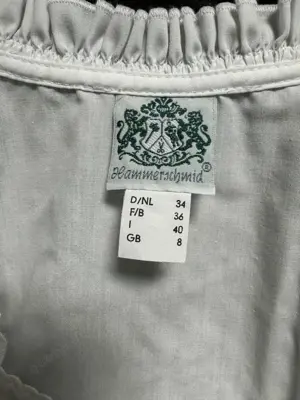 Hammerschmid®
D/NL 34
F/B 36
I 40
GB 8